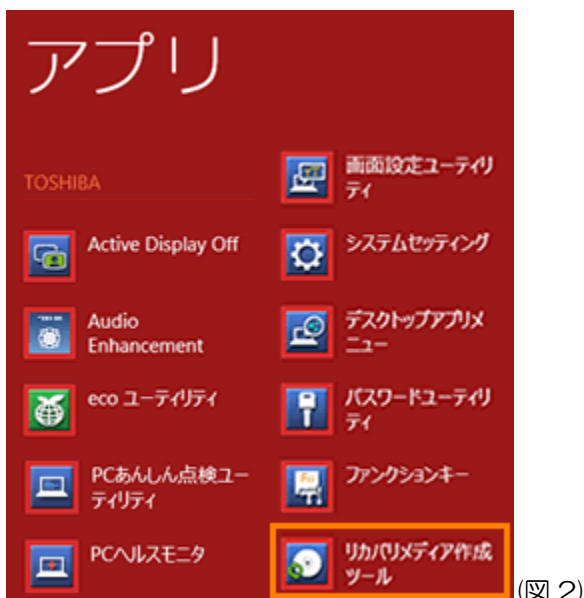 アプリ
TOSHIBA
Active Display Off
Audio
Enhancement
eco ユーティリティ
PCあんしん点検ユー
ティリティ
PCヘルスモニタ
画面設定ユーティリ
ティ
システムセッティング
デスクトップアプリメ
ニュー
パスワードユーティリ
ティ
ファンクションキー
リカバリメディア作成
ツール
(図 2)